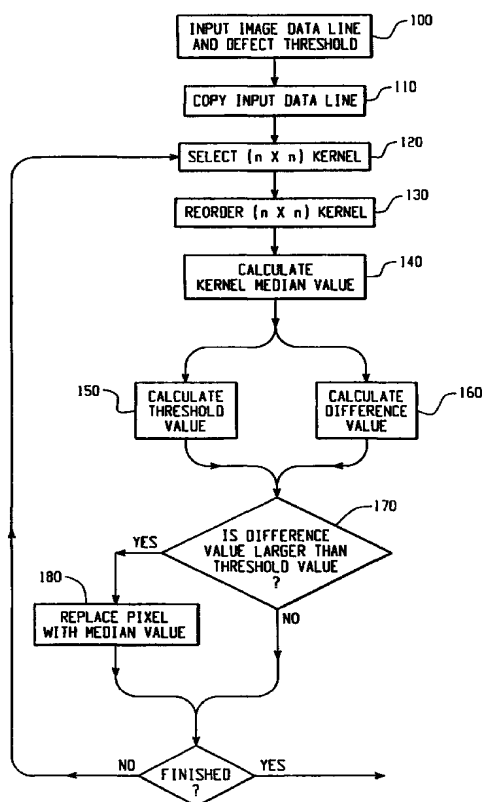 INPUT IMAGE DATA LINE
AND DEFECT THRESHOLD
100
COPY INPUT DATA LINE
110
SELECT (n X n) KERNEL
120
REORDER (n X n) KERNEL
130
CALCULATE
KERNEL MEDIAN VALUE
140
150
CALCULATE
THRESHOLD
VALUE
CALCULATE
DIFFERENCE
VALUE
160
170
IS DIFFERENCE
VALUE LARGER THAN
THRESHOLD VALUE
?
YES
NO
180
REPLACE PIXEL
WITH MEDIAN VALUE
NO
FINISHED
?
YES